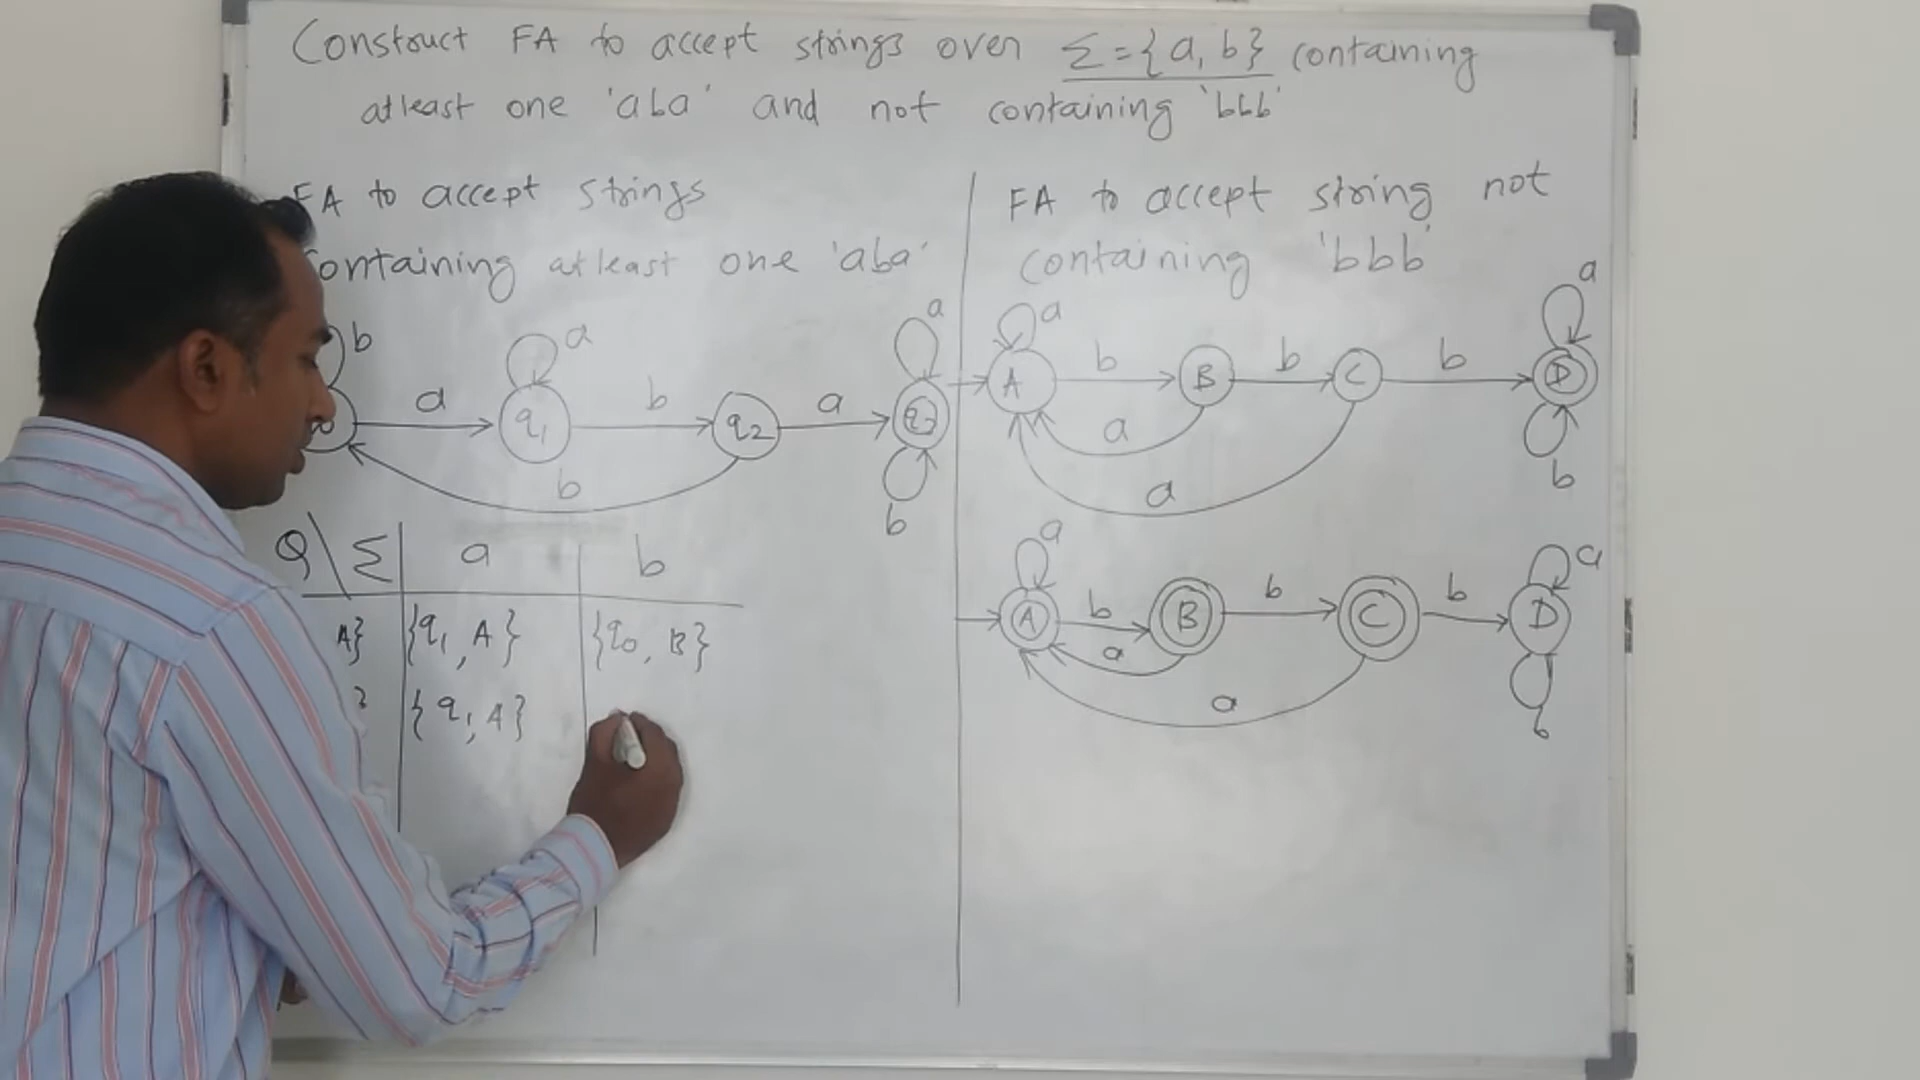 Construct FA to accept strings over Σ={a, b} containing
atleast one 'aba' and not containing 'bbb'
FA to accept strings
containing atleast one 'aba'
b a a
q0 a q1 b q2 a q3
b
b
Q\Σ a b
A} {q1, A} {q0, B}
} {q1, A}
FA to accept string not
containing 'bbb'
a a
A b B b C b D
a
a b
a a
A b B b C b D
a
a b